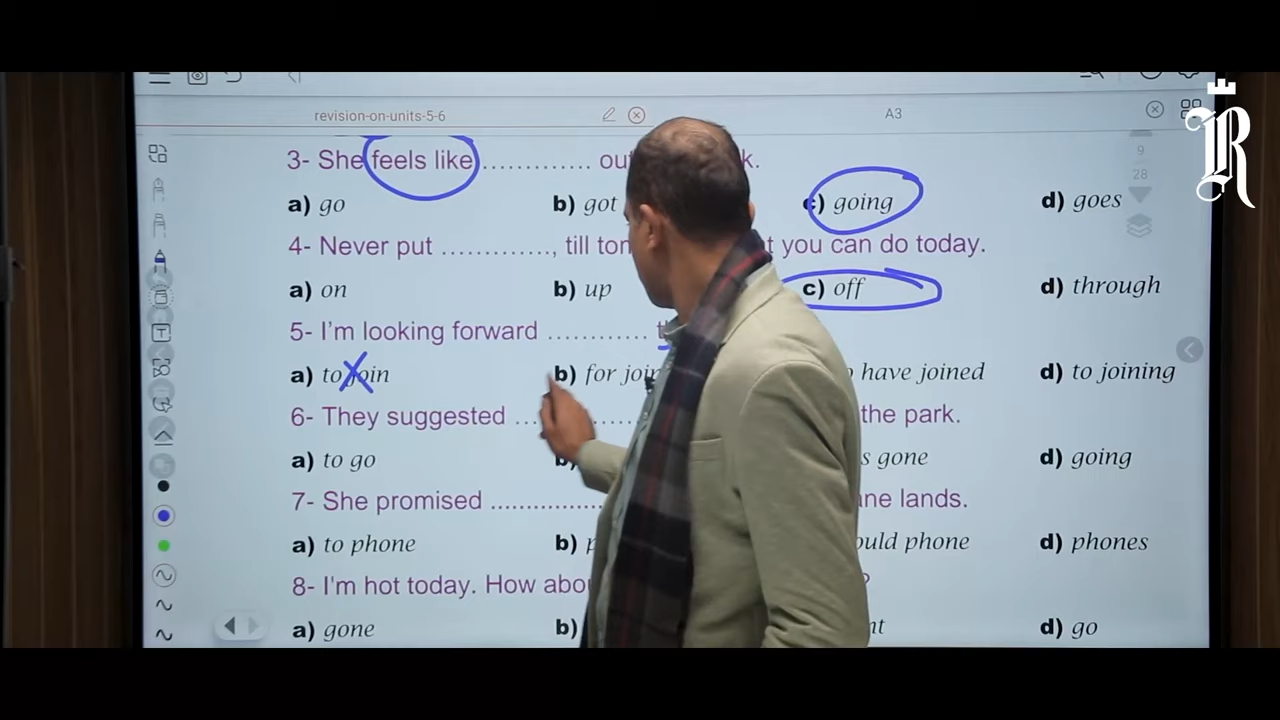 revision-on-units-5-6 A3
9
28
3- She feels like ............. out k.
a) go b) got c) going d) goes
4- Never put ............., till ton t you can do today.
a) on b) up c) off d) through
5- I'm looking forward ............
a) to join b) for join have joined d) to joining
6- They suggested ... the park.
a) to go b) s gone d) going
7- She promised .................. ane lands.
a) to phone b) ould phone d) phones
8- I'm hot today. How abou ?
a) gone b) nt d) go
R